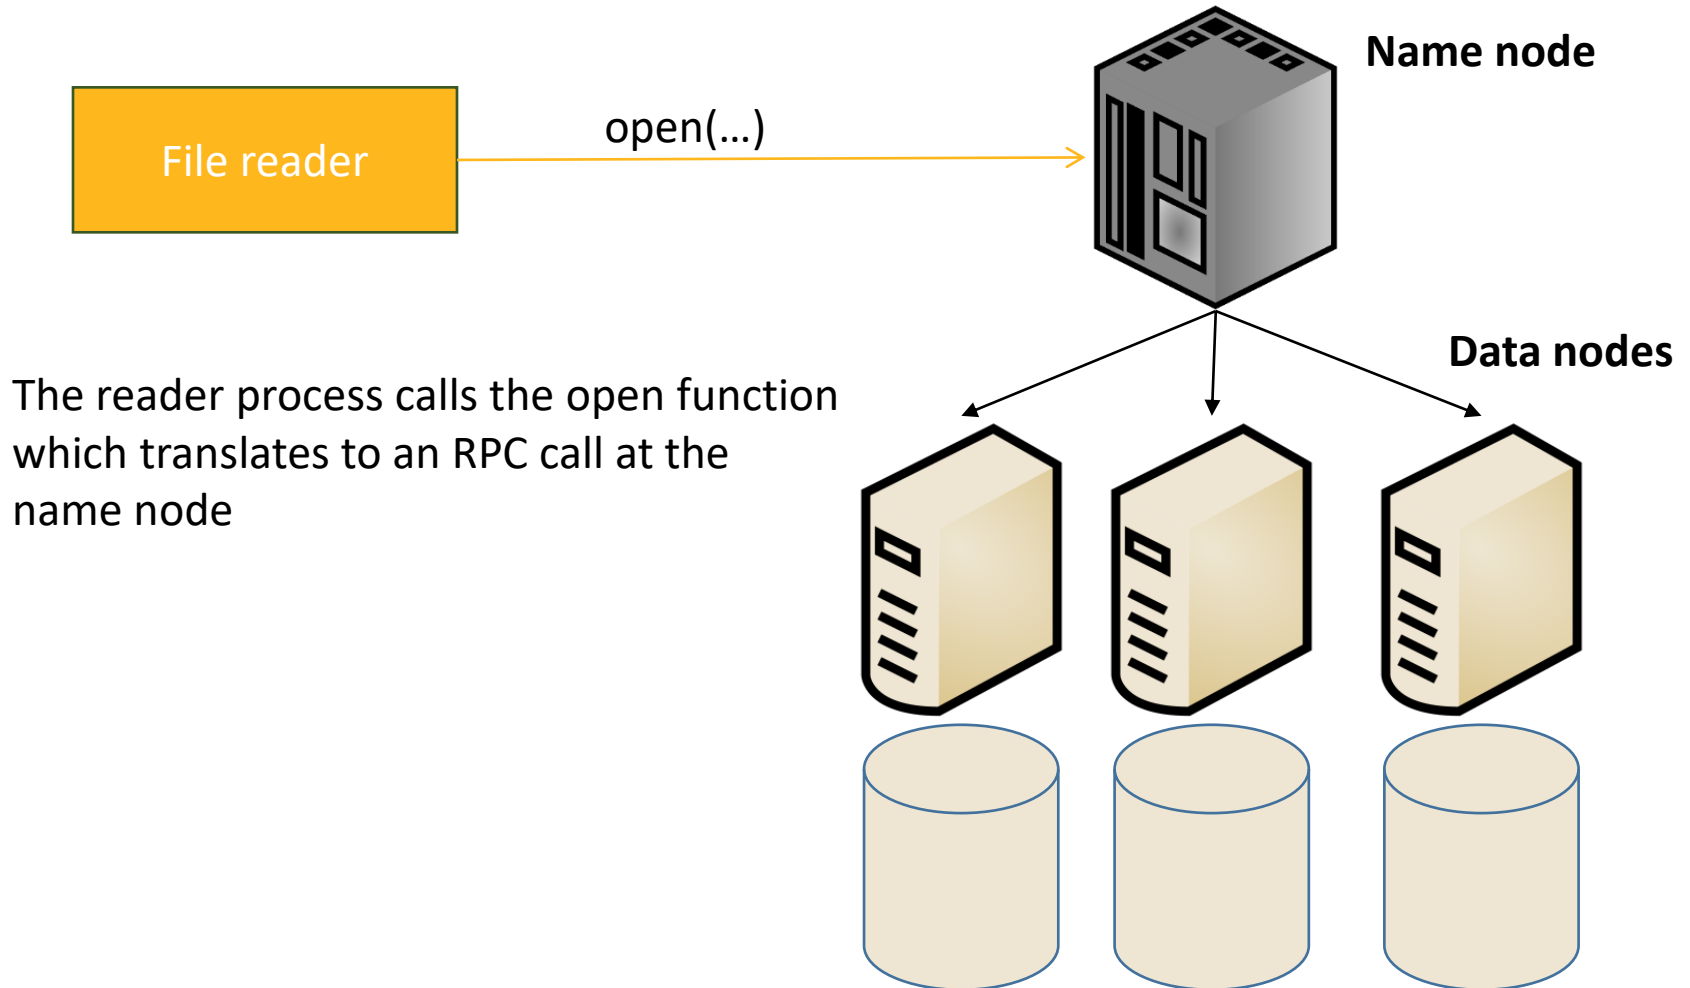 Name node
open(…)
File reader
Data nodes
The reader process calls the open function
which translates to an RPC call at the
name node